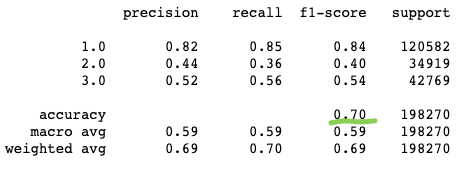 precision recall f1-score support
1.0 0.82 0.85 0.84 120582
2.0 0.44 0.36 0.40 34919
3.0 0.52 0.56 0.54 42769
accuracy 0.70 198270
macro avg 0.59 0.59 0.59 198270
weighted avg 0.69 0.70 0.69 198270